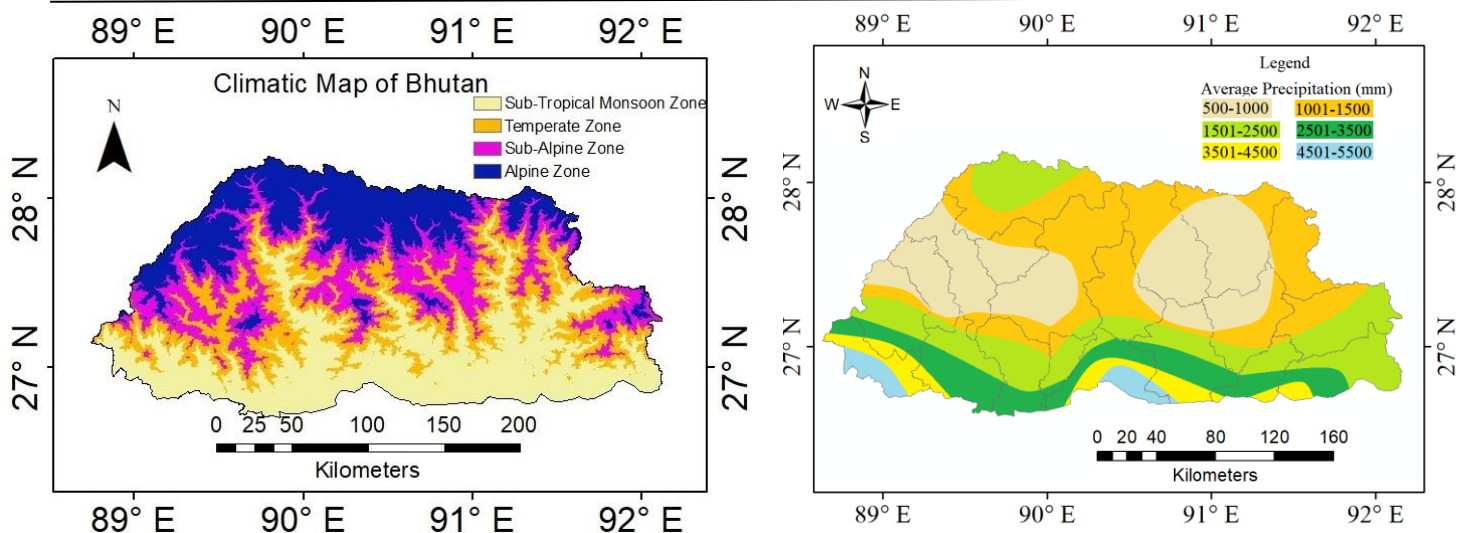 89° E 90° E 91° E 92° E
Climatic Map of Bhutan
N
Sub-Tropical Monsoon Zone
Temperate Zone
Sub-Alpine Zone
Alpine Zone
28° N
28° N
27° N
27° N
0 25 50 100 150 200
Kilometers
89° E 90° E 91° E 92° E
89° E 90° E 91° E 92° E
N
W E
S
Legend
Average Precipitation (mm)
500-1000 1001-1500
1501-2500 2501-3500
3501-4500 4501-5500
28° N
28° N
27° N
27° N
0 20 40 80 120 160
Kilometers
89° E 90° E 91° E 92° E